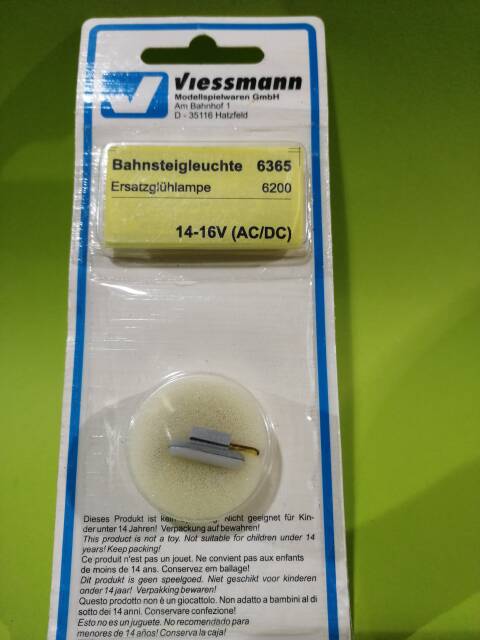 Viessmann
Modellspielwaren GmbH
Am Bahnhof 1
D - 35116 Hatzfeld
Bahnsteigleuchte 6365
Ersatzglühlampe 6200
14-16V (AC/DC)
Dieses Produkt ist kein Nicht geeignet für Kin-
der unter 14 Jahren! Verpackung aufbewahren!
This product is not a toy. Not suitable for children under 14
years! Keep packing!
Ce produit n'est pas un jouet. Ne convient pas aux enfants
de moins de 14 ans. Conservez em ballage!
Dit produkt is geen speelgoed. Niet geschikt voor kinderen
onder 14 jaar! Verpakking bewaren!
Questo prodotto non è un giocattolo. Non adatto a bambini al di
sotto dei 14 anni. Conservare confezione!
Esto no es un juguete. No recomendado para
menores de 14 años! Conserva la caja!